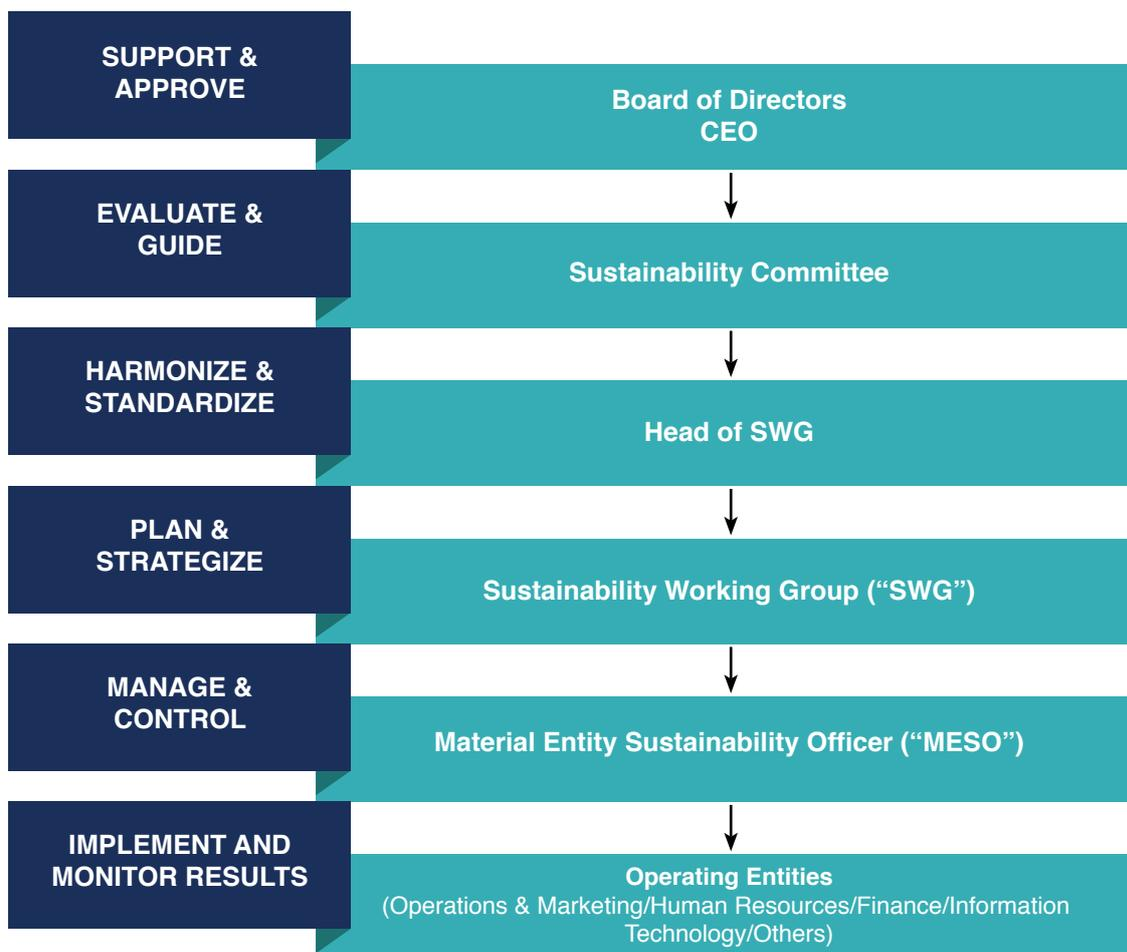 SUPPORT &
APPROVE
Board of Directors
CEO
EVALUATE &
GUIDE
Sustainability Committee
HARMONIZE &
STANDARDIZE
Head of SWG
PLAN &
STRATEGIZE
Sustainability Working Group (“SWG”)
MANAGE &
CONTROL
Material Entity Sustainability Officer (“MESO”)
IMPLEMENT AND
MONITOR RESULTS
Operating Entities
(Operations & Marketing/Human Resources/Finance/Information
Technology/Others)